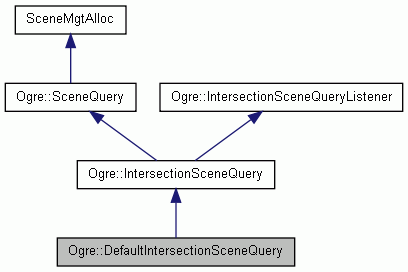 SceneMgtAlloc
Ogre::SceneQuery
Ogre::IntersectionSceneQueryListener
Ogre::IntersectionSceneQuery
Ogre::DefaultIntersectionSceneQuery